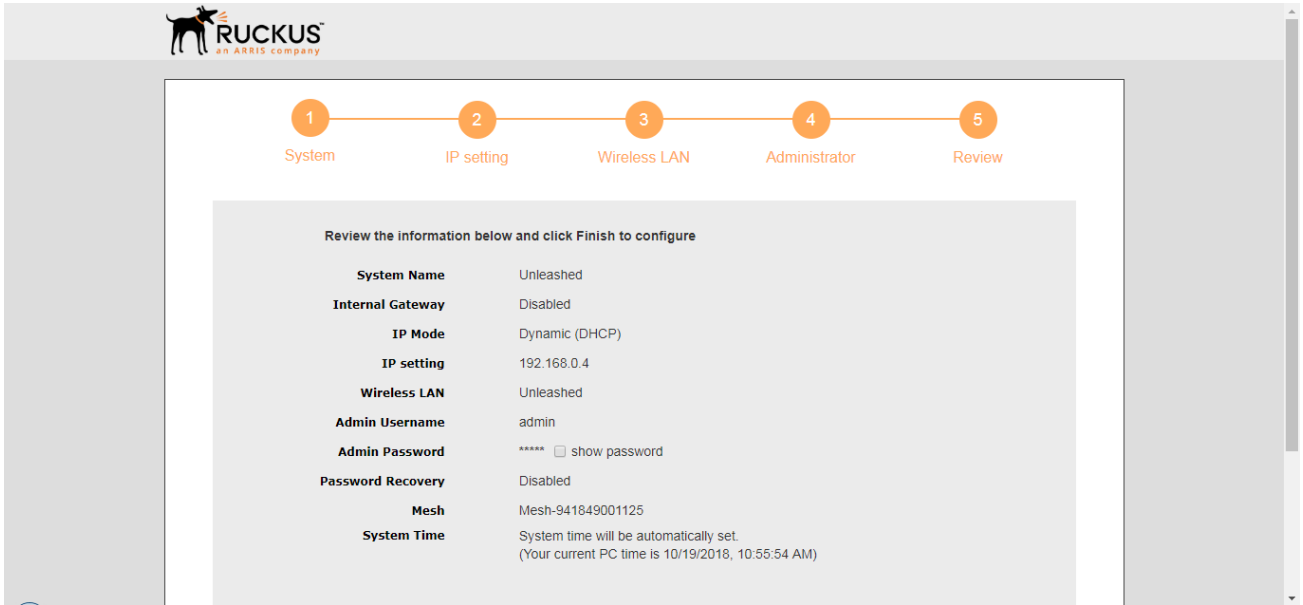 RUCKUS™
an ARRIS company
1 2 3 4 5
System IP setting Wireless LAN Administrator Review
Review the information below and click Finish to configure
System Name Unleashed
Internal Gateway Disabled
IP Mode Dynamic (DHCP)
IP setting 192.168.0.4
Wireless LAN Unleashed
Admin Username admin
Admin Password ***** show password
Password Recovery Disabled
Mesh Mesh-941849001125
System Time System time will be automatically set.
(Your current PC time is 10/19/2018, 10:55:54 AM)